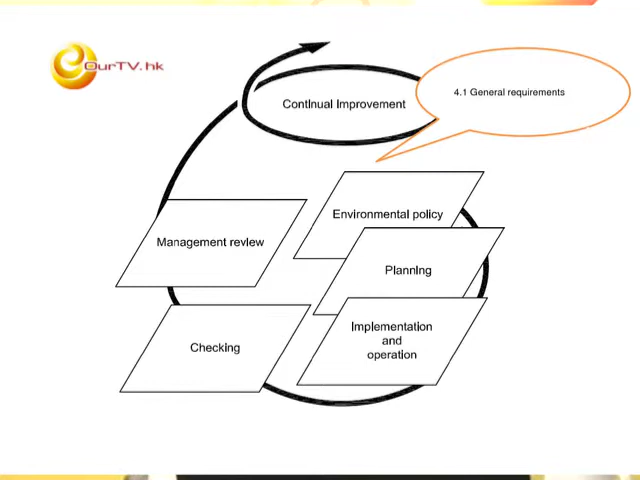 OurTV.hk
4.1 General requirements
Continual Improvement
Environmental policy
Management review
Planning
Implementation
and
operation
Checking